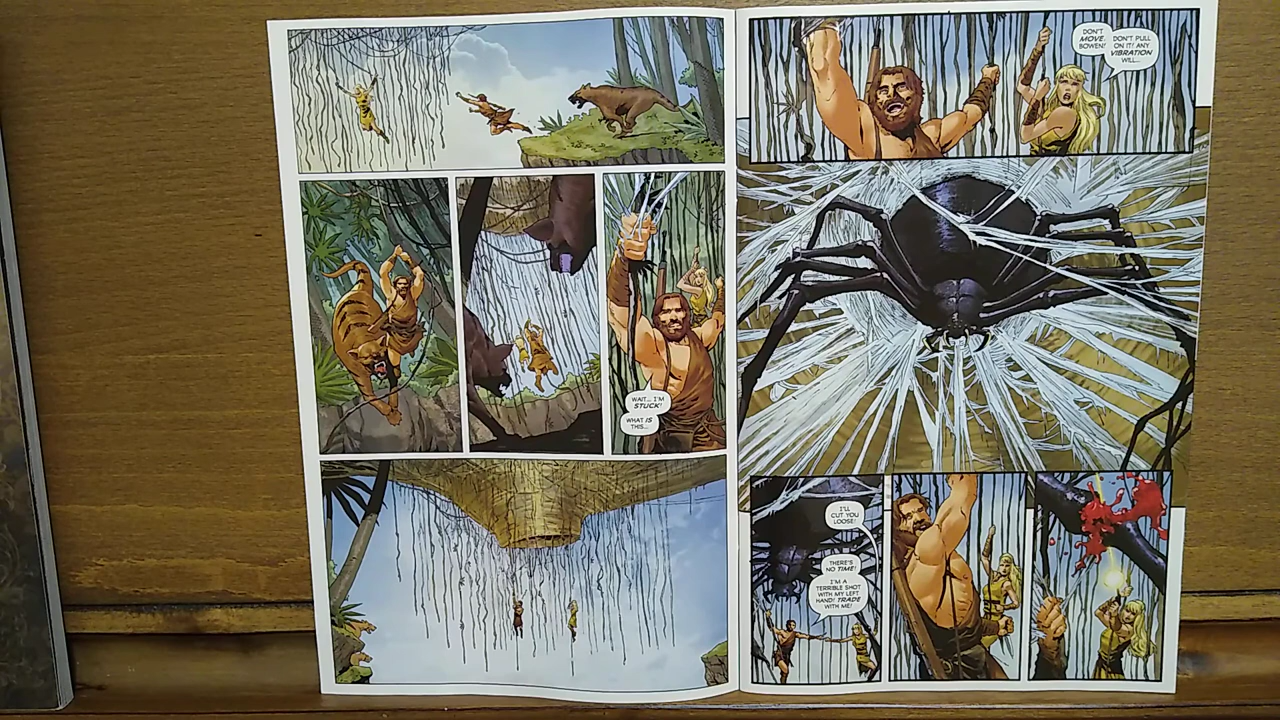 WAIT... I'M
STUCK!
WHAT IS
THIS...
DON'T
MOVE,
BOWEN!
DON'T PULL
ON IT! ANY
VIBRATION
WILL...
I'LL
CUT YOU
LOOSE!
THERE'S
NO TIME!
I'M A
TERRIBLE SHOT
WITH MY LEFT
HAND! TRADE
WITH ME!